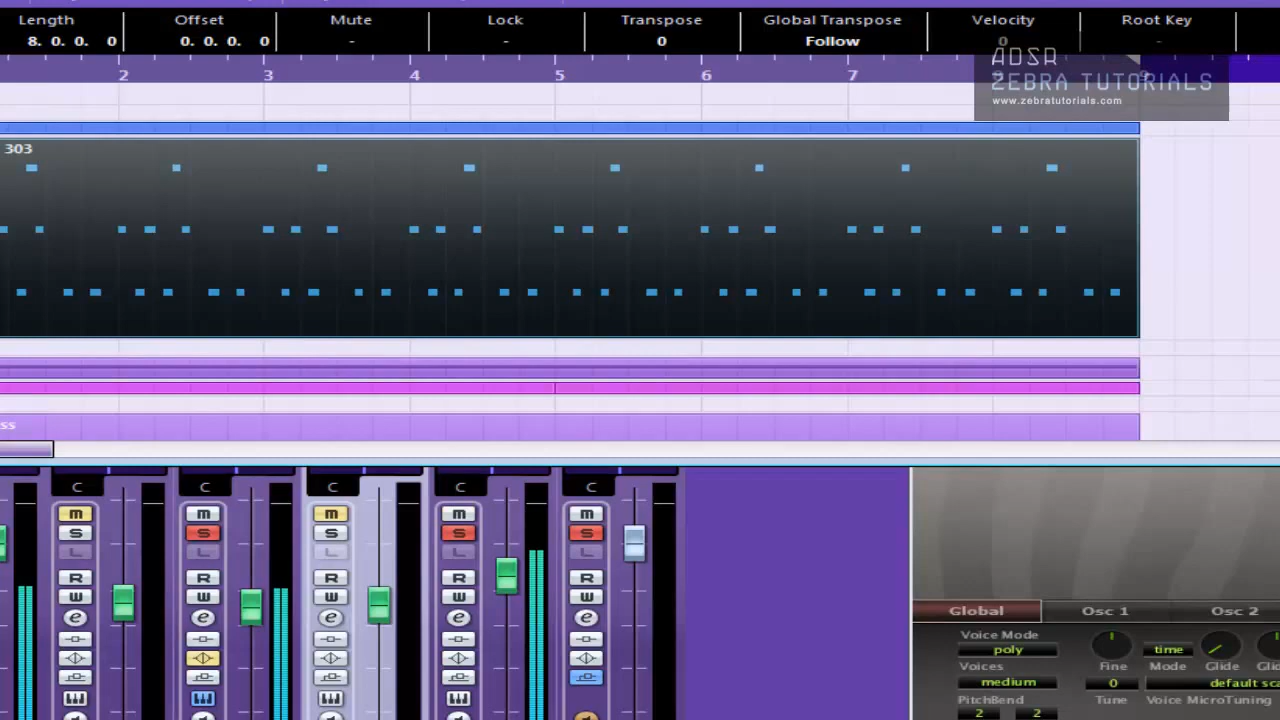 Length Offset Mute Lock Transpose Global Transpose Velocity Root Key
8. 0. 0. 0 0. 0. 0. 0 - - 0 Follow 0 -
2 3 4 5 6 7 8 9
ADSR
ZEBRA TUTORIALS
www.zebratutorials.com
303
ss
C C C C C
m m m m m
S S S S S
L L L L L
R R R R R
W W W W W
e e e e e
Global Osc 1 Osc 2
Voice Mode
poly time
Voices Fine Mode Glide Glid
medium 0 default sca
PitchBend Tune Voice MicroTuning
2 2